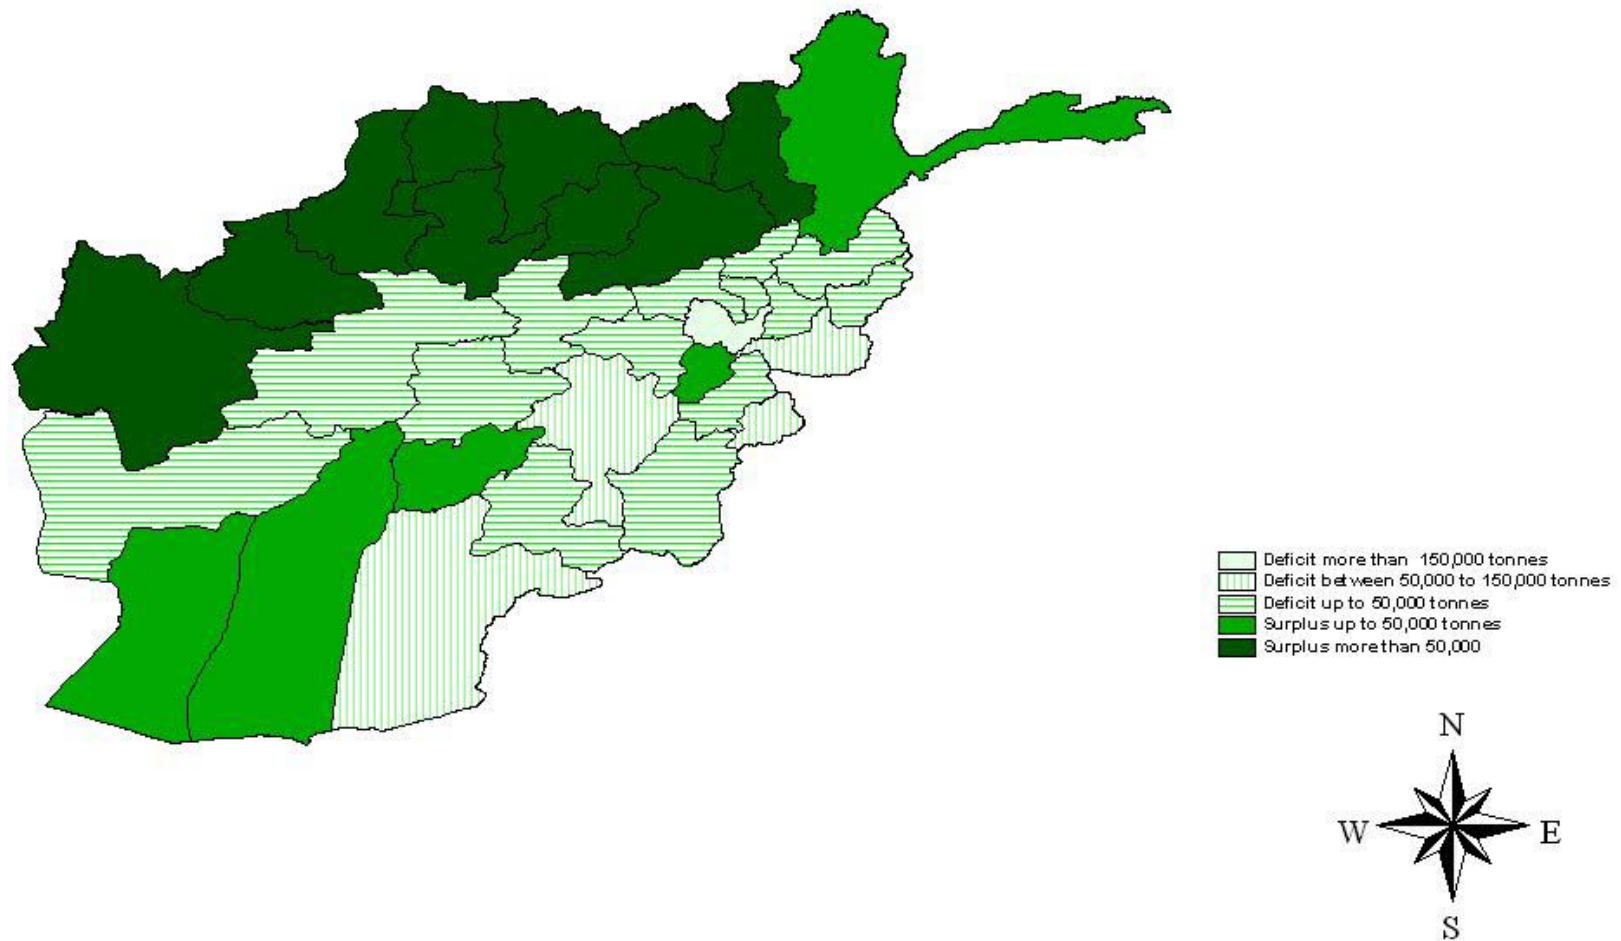 Deficit more than 150,000 tonnes
Deficit between 50,000 to 150,000 tonnes
Deficit up to 50,000 tonnes
Surplus up to 50,000 tonnes
Surplus more than 50,000
N
W E
S